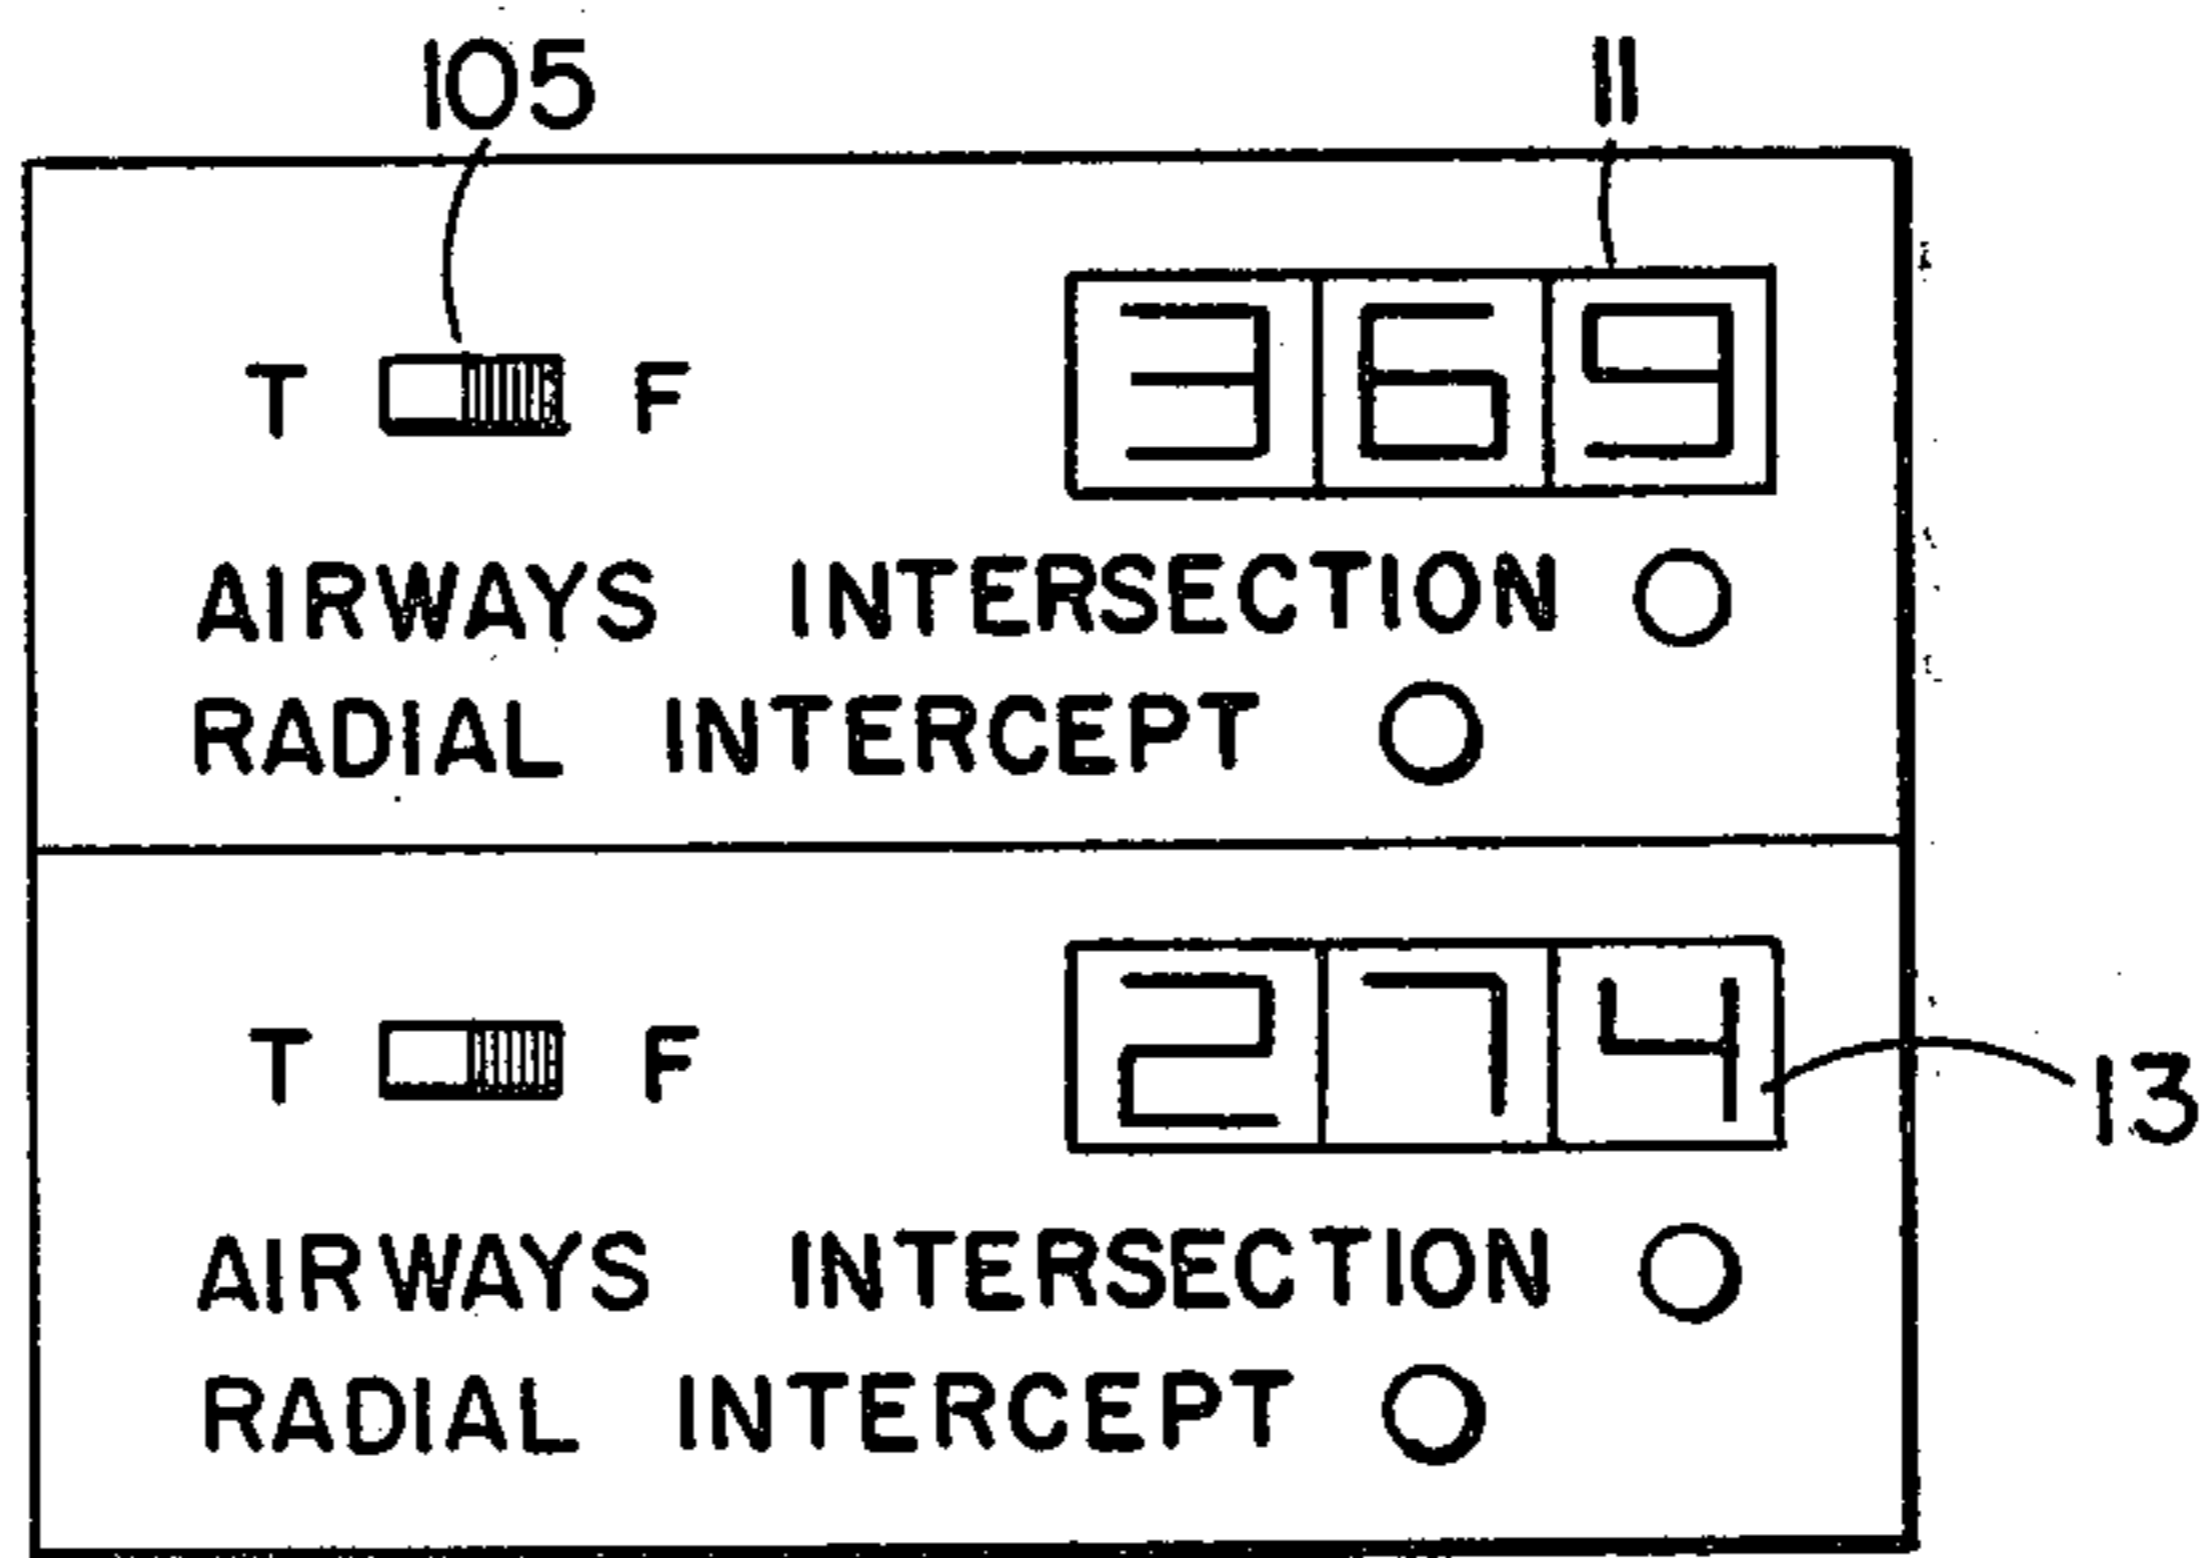 105 11
T F 369
AIRWAYS INTERSECTION
RADIAL INTERCEPT
T F 274
13
AIRWAYS INTERSECTION
RADIAL INTERCEPT